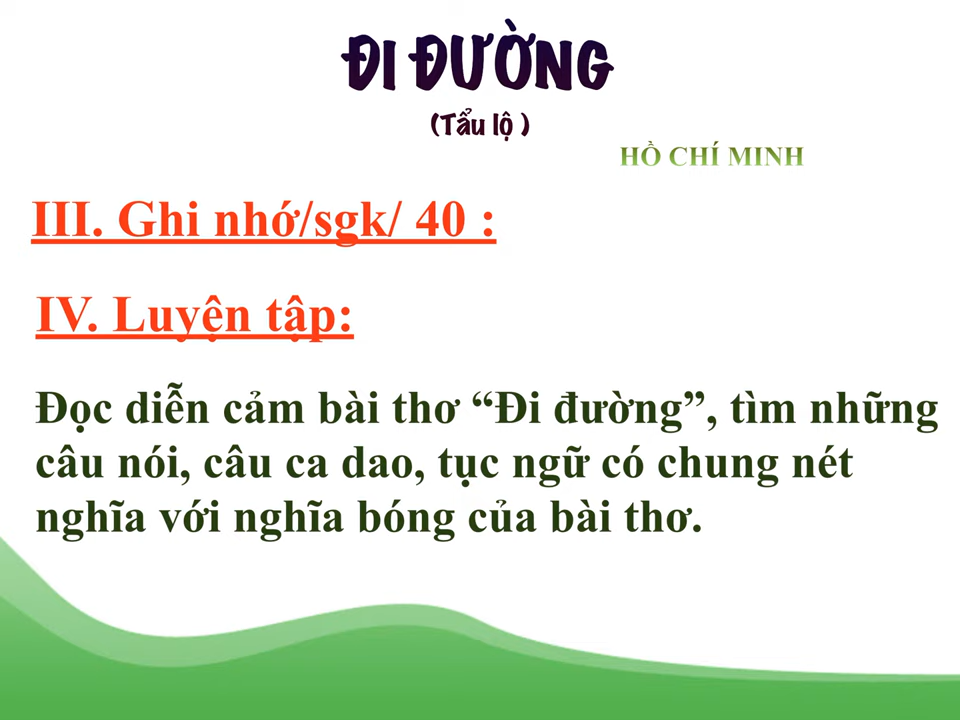 ĐI ĐƯỜNG
(Tẩu lộ )
HỒ CHÍ MINH
III. Ghi nhớ/sgk/ 40 :
IV. Luyện tập:
Đọc diễn cảm bài thơ “Đi đường”, tìm những
câu nói, câu ca dao, tục ngữ có chung nét
nghĩa với nghĩa bóng của bài thơ.